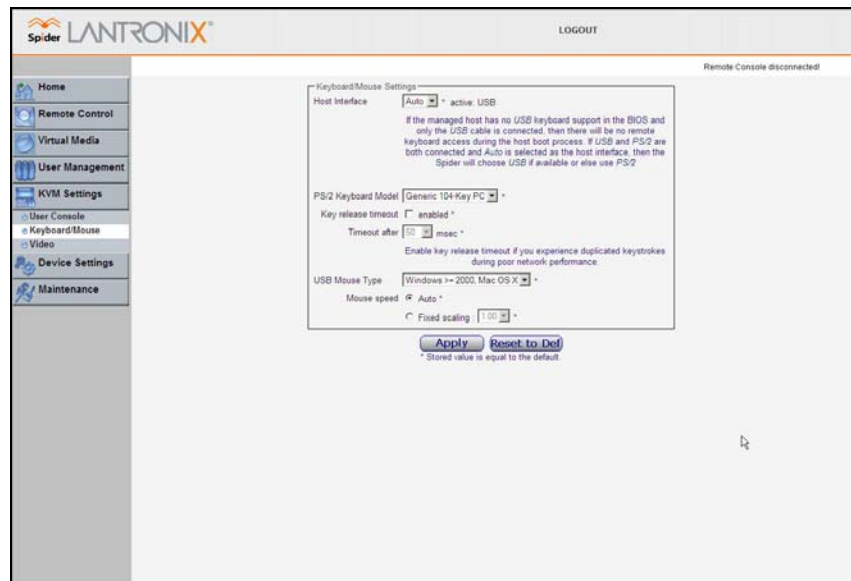 Spider LANTRONIX®
LOGOUT
Remote Console disconnected!
Home
Remote Control
Virtual Media
User Management
KVM Settings
User Console
Keyboard/Mouse
Video
Device Settings
Maintenance
Keyboard/Mouse Settings
Host Interface Auto * active: USB
If the managed host has no USB keyboard support in the BIOS and
only the USB cable is connected, then there will be no remote
keyboard access during the host boot process. If USB and PS/2 are
both connected and Auto is selected as the host interface, then the
Spider will choose USB if available or else use PS/2
PS/2 Keyboard Model Generic 104-Key PC *
Key release timeout enabled *
Timeout after 50 msec *
Enable key release timeout if you experience duplicated keystrokes
during poor network performance.
USB Mouse Type Windows >= 2000, Mac OS X *
Mouse speed Auto *
Fixed scaling : 1.00 *
Apply Reset to Def
* Stored value is equal to the default.